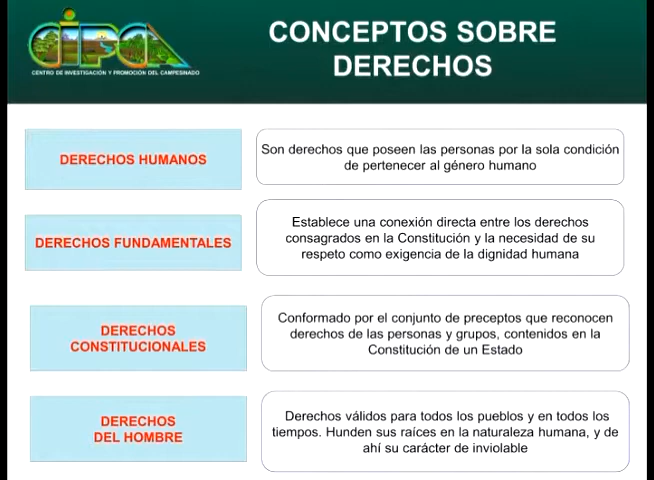 CIPCA
CENTRO DE INVESTIGACIÓN Y PROMOCIÓN DEL CAMPESINADO
CONCEPTOS SOBRE
DERECHOS
DERECHOS HUMANOS
Son derechos que poseen las personas por la sola condición
de pertenecer al género humano
DERECHOS FUNDAMENTALES
Establece una conexión directa entre los derechos
consagrados en la Constitución y la necesidad de su
respeto como exigencia de la dignidad humana
DERECHOS
CONSTITUCIONALES
Conformado por el conjunto de preceptos que reconocen
derechos de las personas y grupos, contenidos en la
Constitución de un Estado
DERECHOS
DEL HOMBRE
Derechos válidos para todos los pueblos y en todos los
tiempos. Hunden sus raíces en la naturaleza humana, y de
ahí su carácter de inviolable